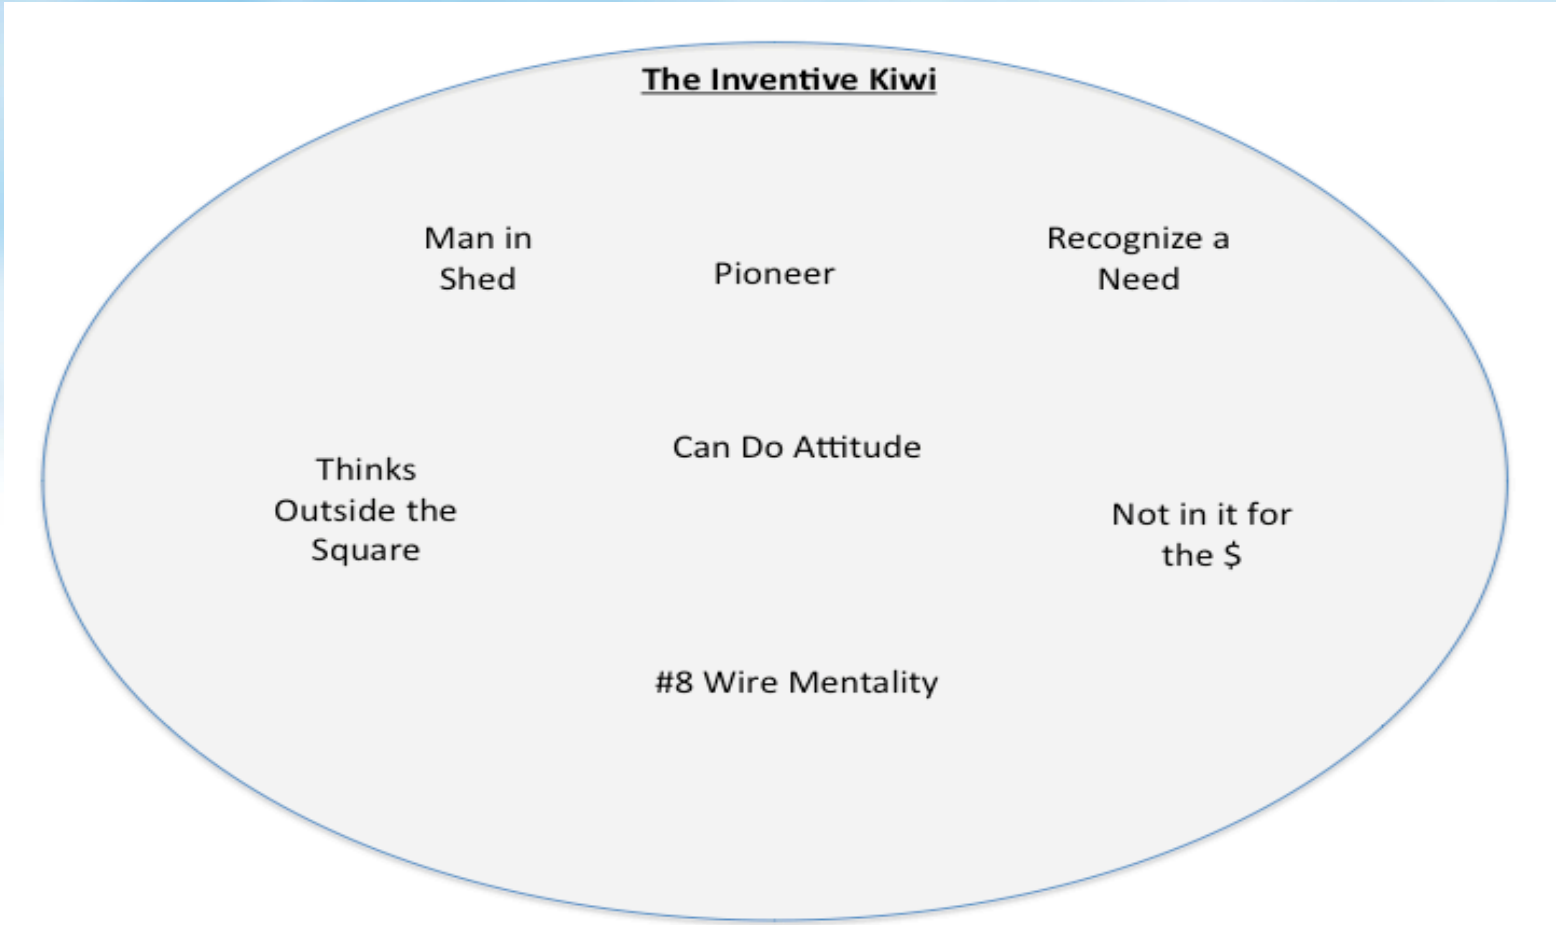 The Inventive Kiwi
Man in
Shed
Pioneer
Recognize a
Need
Can Do Attitude
Thinks
Outside the
Square
Not in it for
the $
#8 Wire Mentality